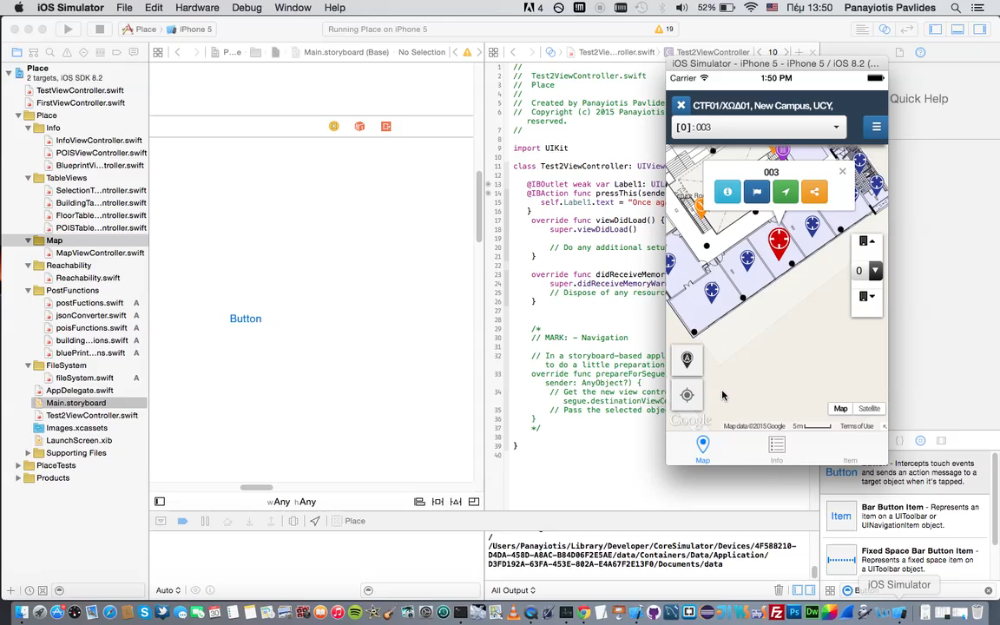 iOS Simulator File Edit Hardware Debug Window Help
4 52% Πέμ 13:50 Panayiotis Pavlides
Place iPhone 5
Running Place on iPhone 5
19
P... Main.storyboard (Base) No Selection
Test2Vie...troller.swift Test2ViewController 10
Place
2 targets, iOS SDK 8.2
TestViewController.swift
FirstViewController.swift
Place
Info
InfoViewController.swift
POISViewController.swift
BlueprintVi...troller.swift
TableViews
SelectionT...ntroller.swift
BuildingTa...ntroller.swift
FloorTable...ntroller.swift
POISTable...ntroller.swift
Map
MapViewController.swift
Reachability
Reachability.swift
PostFunctions
postFuctions.swift A
jsonConverter.swift A
poisFunctions.swift A
building...ions.swift A
bluePrint...ns.swift A
FileSystem
fileSystem.swift A
AppDelegate.swift
Main.storyboard
Test2ViewController.swift
Images.xcassets
LaunchScreen.xib
Supporting Files
PlaceTests
Products
Button
wAny hAny
Place
Auto
1 //
2 // Test2ViewController.swift
3 // Place
4 //
5 // Created by Panayiotis Pavlides
6 // Copyright (c) 2015 Panayiotis
reserved.
7 //
8
9 import UIKit
10
11 class Test2ViewController: UIViewC
12
13 @IBOutlet weak var Label1: UILa
14 @IBAction func pressThis(sende
15 self.Label1.text = "Once aga
16 }
17 override func viewDidLoad() {
18 super.viewDidLoad()
19
20 // Do any additional setu
21 }
22
23 override func didReceiveMemory
24 super.didReceiveMemoryWar
25 // Dispose of any resourc
26 }
27
28
29 /*
30 // MARK: - Navigation
31
32 // In a storyboard-based appl
to do a little preparation
33 override func prepareForSegue
sender: AnyObject?) {
34 // Get the new view contr
segue.destinationViewCo
35 // Pass the selected obje
36 }
37 */
38
39 }
40
/
/Users/Panayiotis/Library/Developer/CoreSimulator/Devices/4F588210-
D4DA-458D-A8AC-B84D06F2E5AE/data/Containers/Data/Application/
D3FD192A-63FA-453E-802A-E4A67F2E13F0/Documents/data
All Output
iOS Simulator - iPhone 5 - iPhone 5 / iOS 8.2 (...
Carrier 1:50 PM
CTF01/ΧΩΔ01, New Campus, UCY,
[0]: 003
003
0
Google
Map Satellite
Map data ©2015 Google 5m Terms of Use
Map Info Item
Quick Help
Button - Intercepts touch events
and sends an action message to a
target object when it's tapped.
Item
Bar Button Item - Represents
an item on a UIToolbar or
UINavigationItem object.
Fixed Space Bar Button Item -
Represents a fixed space item
on a UIToolbar object.
iOS Simulator